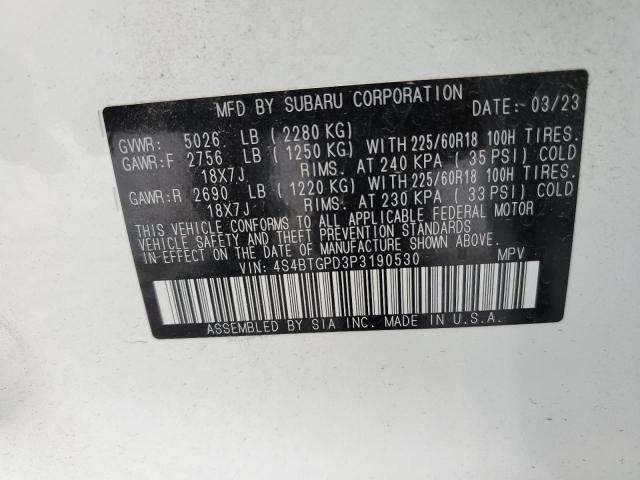 MFD BY SUBARU CORPORATION DATE: 03/23
GVWR: 5026 LB (2280 KG)
GAWR:F 2756 LB (1250 KG) WITH 225/60R18 100H TIRES.
18X7J RIMS. AT 240 KPA (35 PSI) COLD
GAWR:R 2690 LB (1220 KG) WITH 225/60R18 100H TIRES.
18X7J RIMS. AT 230 KPA (33 PSI) COLD
THIS VEHICLE CONFORMS TO ALL APPLICABLE FEDERAL MOTOR
VEHICLE SAFETY AND THEFT PREVENTION STANDARDS
IN EFFECT ON THE DATE OF MANUFACTURE SHOWN ABOVE.
VIN: 4S4BTGPD3P3190530 MPV
ASSEMBLED BY SIA INC. MADE IN U.S.A.